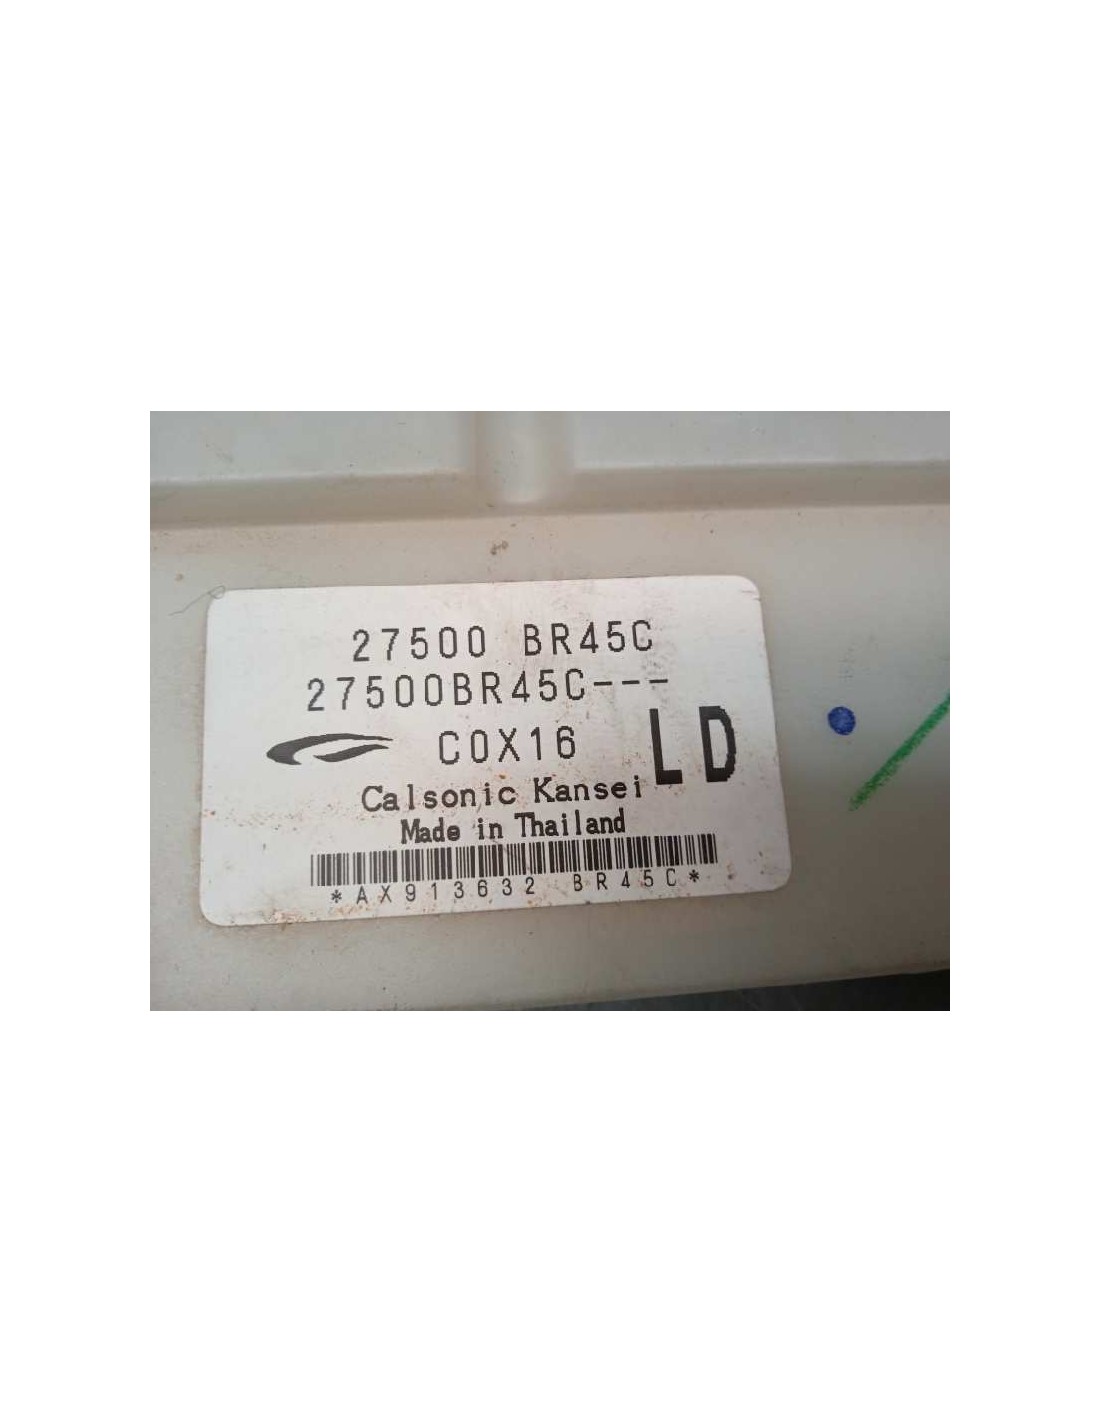 27500 BR45C
27500BR45C---
C0X16 LD
Calsonic Kansei
Made in Thailand
*AX913632 BR45C*